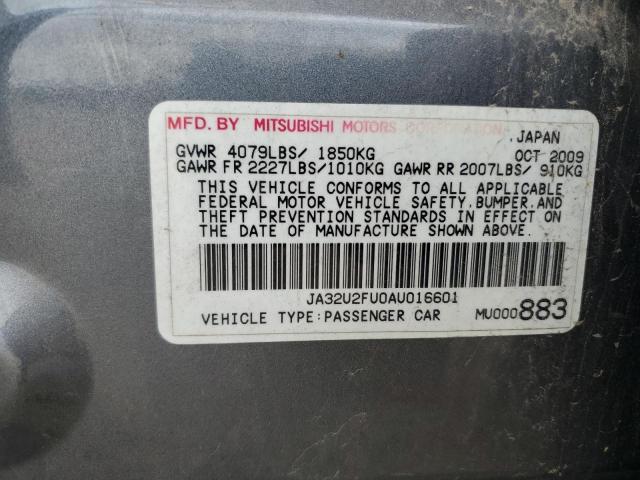 MFD. BY MITSUBISHI MOTORS CORPORATION
.JAPAN
GVWR 4079LBS/ 1850KG OCT 2009
GAWR FR 2227LBS/1010KG GAWR RR 2007LBS/ 910KG
THIS VEHICLE CONFORMS TO ALL APPLICABLE
FEDERAL MOTOR VEHICLE SAFETY, BUMPER, AND
THEFT PREVENTION STANDARDS IN EFFECT ON
THE DATE OF MANUFACTURE SHOWN ABOVE.
JA32U2FU0AU016601
VEHICLE TYPE:PASSENGER CAR MU000883